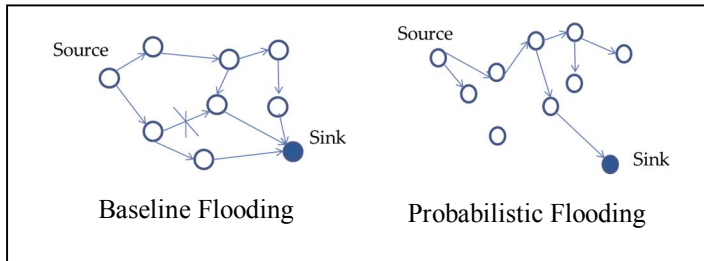 Source
Sink
Baseline Flooding
Source
Sink
Probabilistic Flooding